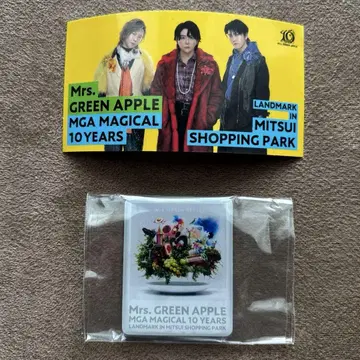 10
Mrs.
GREEN APPLE
MGA MAGICAL
10 YEARS
LANDMARK
IN
MITSUI
SHOPPING PARK
Mrs. GREEN APPLE
MGA MAGICAL 10 YEARS
LANDMARK IN MITSUI SHOPPING PARK